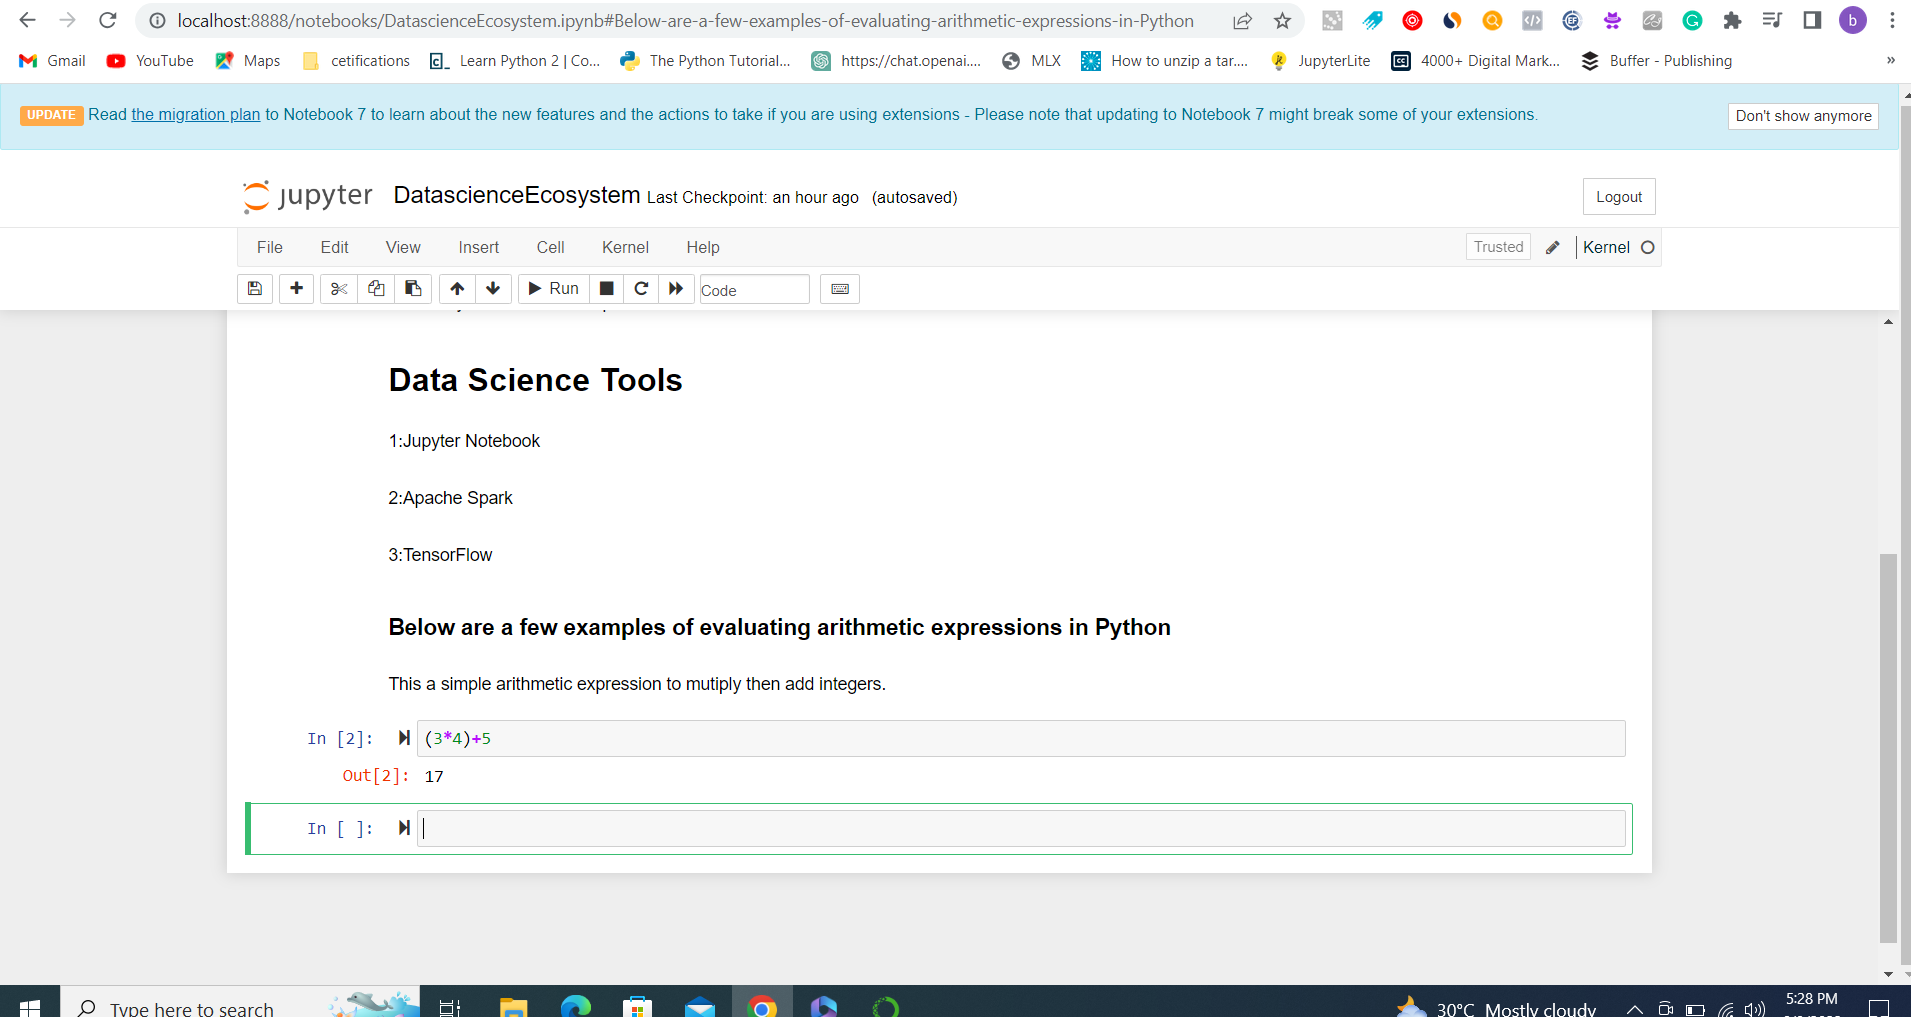 localhost:8888/notebooks/DatascienceEcosystem.ipynb#Below-are-a-few-examples-of-evaluating-arithmetic-expressions-in-Python
b
Gmail YouTube Maps cetifications Learn Python 2 | Co... The Python Tutorial... https://chat.openai.... MLX How to unzip a tar.... JupyterLite 4000+ Digital Mark... Buffer - Publishing »
UPDATE Read the migration plan to Notebook 7 to learn about the new features and the actions to take if you are using extensions - Please note that updating to Notebook 7 might break some of your extensions. Don't show anymore
jupyter DatascienceEcosystem Last Checkpoint: an hour ago (autosaved) Logout
File Edit View Insert Cell Kernel Help Trusted Kernel
Run Code
Data Science Tools
1:Jupyter Notebook
2:Apache Spark
3:TensorFlow
Below are a few examples of evaluating arithmetic expressions in Python
This a simple arithmetic expression to mutiply then add integers.
In [2]: (3*4)+5
Out[2]: 17
In [ ]:
Type here to search 30°C Mostly cloudy 5:28 PM